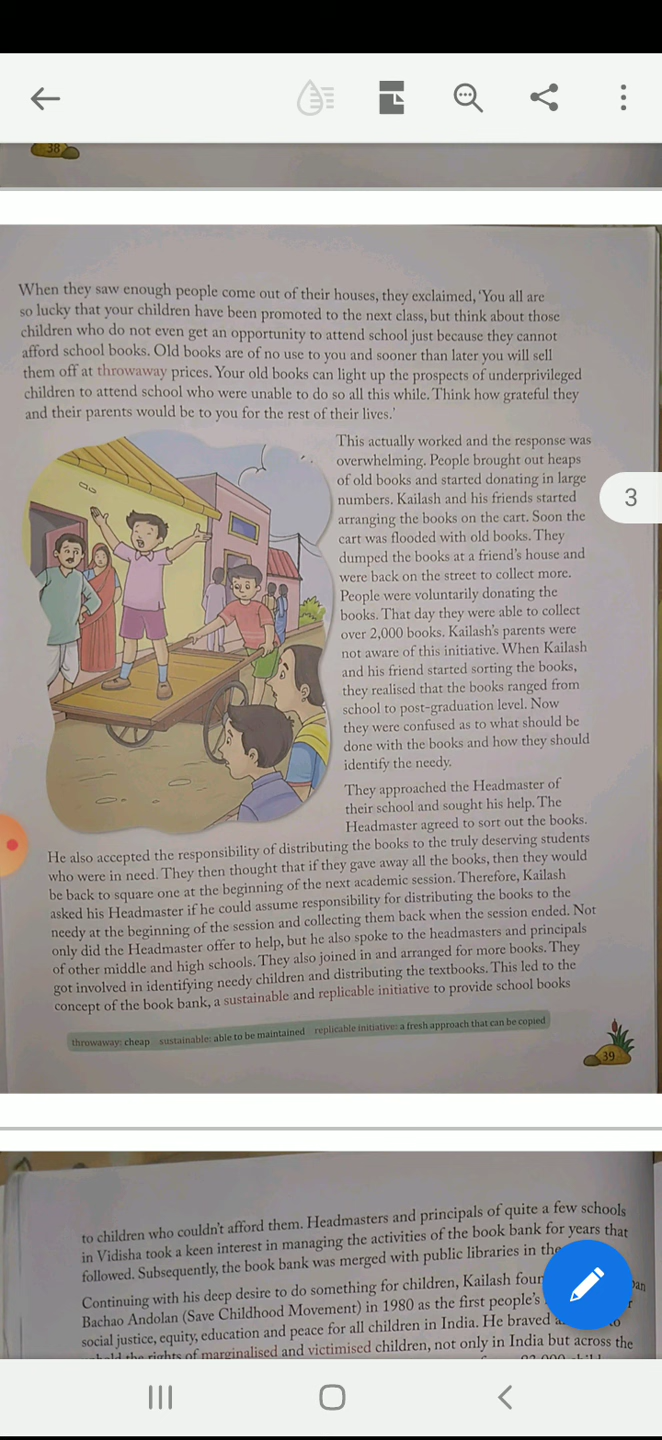 38
When they saw enough people come out of their houses, they exclaimed, 'You all are
so lucky that your children have been promoted to the next class, but think about those
children who do not even get an opportunity to attend school just because they cannot
afford school books. Old books are of no use to you and sooner than later you will sell
them off at throwaway prices. Your old books can light up the prospects of underprivileged
children to attend school who were unable to do so all this while. Think how grateful they
and their parents would be to you for the rest of their lives.'
This actually worked and the response was
overwhelming. People brought out heaps
of old books and started donating in large
numbers. Kailash and his friends started
arranging the books on the cart. Soon the
cart was flooded with old books. They
dumped the books at a friend's house and
were back on the street to collect more.
People were voluntarily donating the
books. That day they were able to collect
over 2,000 books. Kailash's parents were
not aware of this initiative. When Kailash
and his friend started sorting the books,
they realised that the books ranged from
school to post-graduation level. Now
they were confused as to what should be
done with the books and how they should
identify the needy.
3
They approached the Headmaster of
their school and sought his help. The
Headmaster agreed to sort out the books.
He also accepted the responsibility of distributing the books to the truly deserving students
who were in need. They then thought that if they gave away all the books, then they would
be back to square one at the beginning of the next academic session. Therefore, Kailash
asked his Headmaster if he could assume responsibility for distributing the books to the
needy at the beginning of the session and collecting them back when the session ended. Not
only did the Headmaster offer to help, but he also spoke to the headmasters and principals
of other middle and high schools. They also joined in and arranged for more books. They
got involved in identifying needy children and distributing the textbooks. This led to the
concept of the book bank, a sustainable and replicable initiative to provide school books
throwaway: cheap sustainable: able to be maintained replicable initiative: a fresh approach that can be copied
39
to children who couldn't afford them. Headmasters and principals of quite a few schools
in Vidisha took a keen interest in managing the activities of the book bank for years that
followed. Subsequently, the book bank was merged with public libraries in the
Continuing with his deep desire to do something for children, Kailash
Bachao Andolan (Save Childhood Movement) in 1980 as the first people's
social justice, equity, education and peace for all children in India. He braved
rights of marginalised and victimised children, not only in India but across the